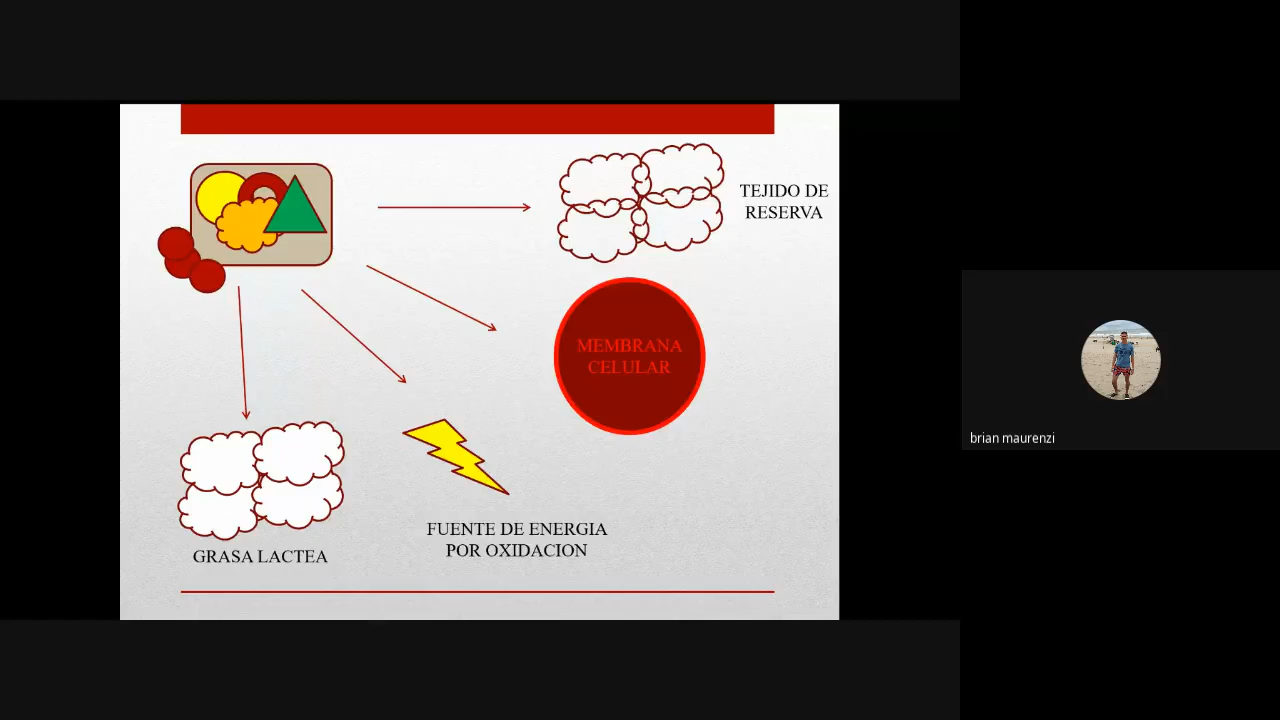 TEJIDO DE
RESERVA
MEMBRANA
CELULAR
FUENTE DE ENERGIA
POR OXIDACION
GRASA LACTEA
brian maurenzi